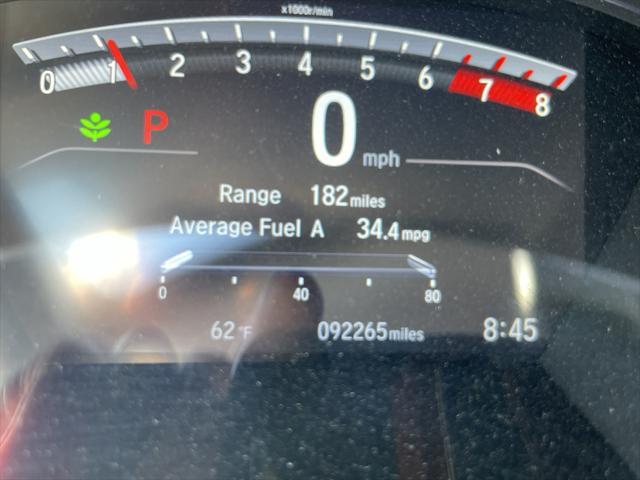 x1000r/min
0 1 2 3 4 5 6 7 8
P
0 mph
Range 182 miles
Average Fuel A 34.4 mpg
0 40 80
62°F 092265 miles 8:45